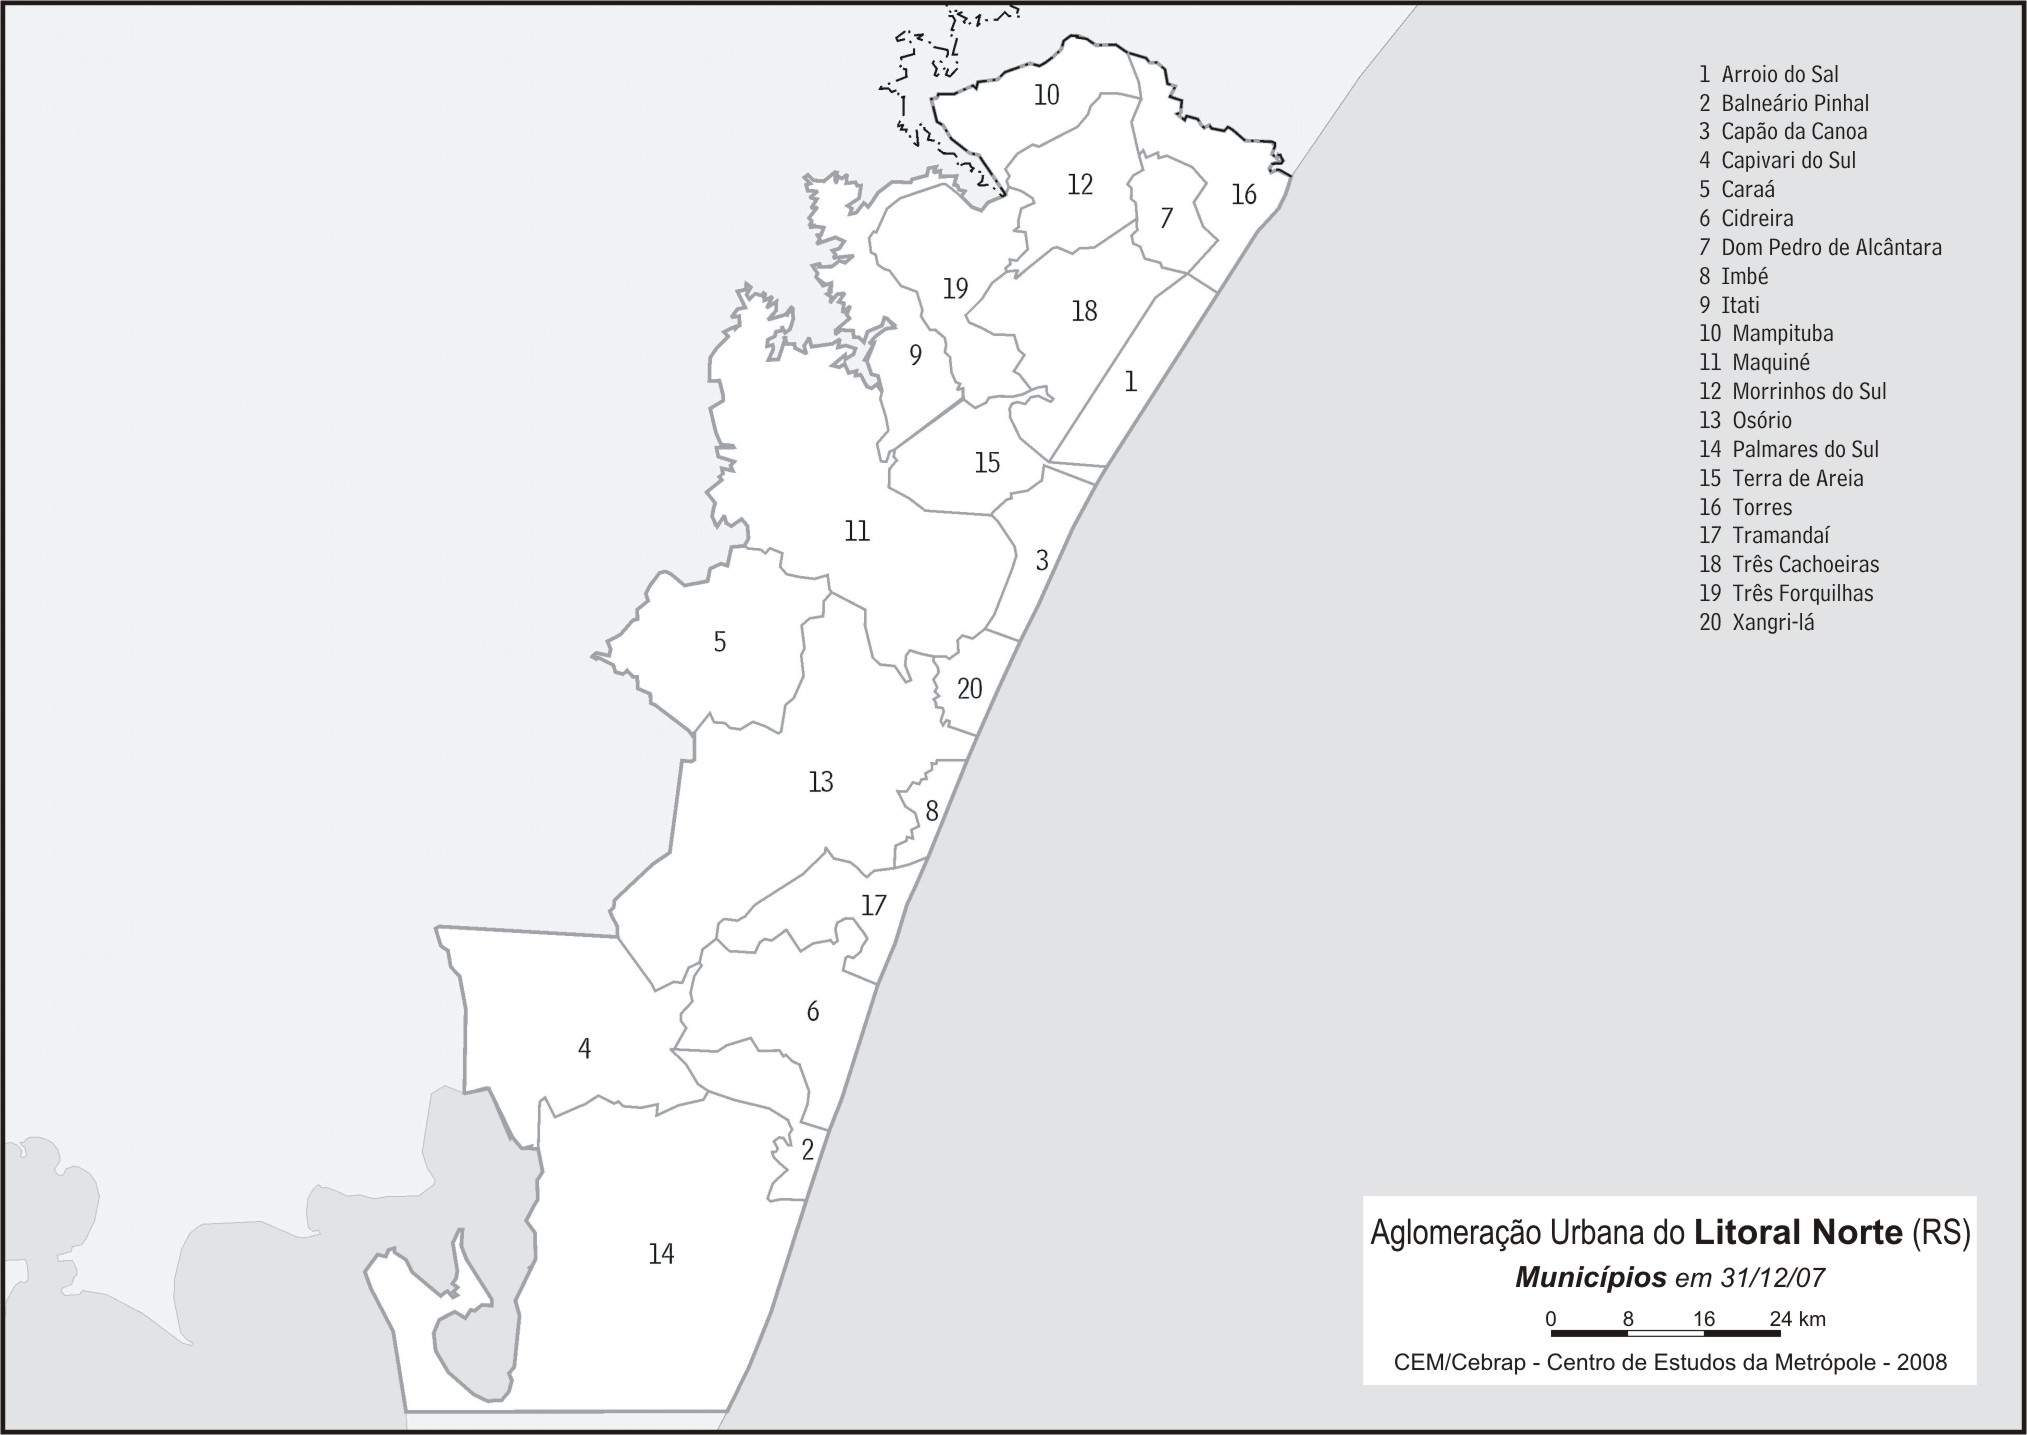 10
12
7
16
19
18
9
1
15
11
3
5
20
13
8
17
6
4
2
14
1 Arroio do Sal
2 Balneário Pinhal
3 Capão da Canoa
4 Capivari do Sul
5 Caraá
6 Cidreira
7 Dom Pedro de Alcântara
8 Imbé
9 Itati
10 Mampituba
11 Maquiné
12 Morrinhos do Sul
13 Osório
14 Palmares do Sul
15 Terra de Areia
16 Torres
17 Tramandaí
18 Três Cachoeiras
19 Três Forquilhas
20 Xangri-lá
Aglomeração Urbana do Litoral Norte (RS)
Municípios em 31/12/07
0 8 16 24 km
CEM/Cebrap - Centro de Estudos da Metrópole - 2008